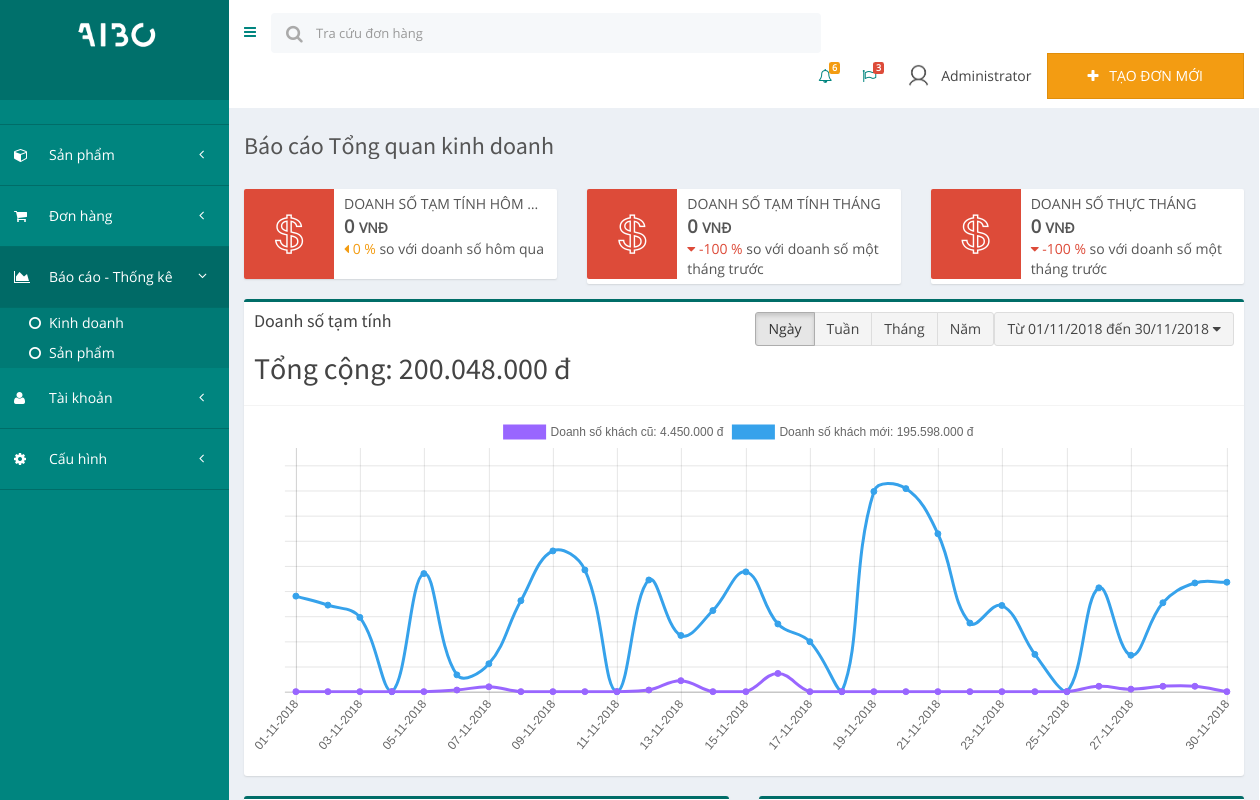 AIBO
Tra cứu đơn hàng
6
3
Administrator
TẠO ĐƠN MỚI
Sản phẩm
Đơn hàng
Báo cáo - Thống kê
Kinh doanh
Sản phẩm
Tài khoản
Cấu hình
Báo cáo Tổng quan kinh doanh
DOANH SỐ TẠM TÍNH HÔM ...
0 VNĐ
0 % so với doanh số hôm qua
DOANH SỐ TẠM TÍNH THÁNG
0 VNĐ
-100 % so với doanh số một
tháng trước
DOANH SỐ THỰC THÁNG
0 VNĐ
-100 % so với doanh số một
tháng trước
Doanh số tạm tính
Ngày Tuần Tháng Năm Từ 01/11/2018 đến 30/11/2018
Tổng cộng: 200.048.000 đ
Doanh số khách cũ: 4.450.000 đ Doanh số khách mới: 195.598.000 đ
01-11-2018 03-11-2018 05-11-2018 07-11-2018 09-11-2018 11-11-2018 13-11-2018 15-11-2018 17-11-2018 19-11-2018 21-11-2018 23-11-2018 25-11-2018 27-11-2018 30-11-2018